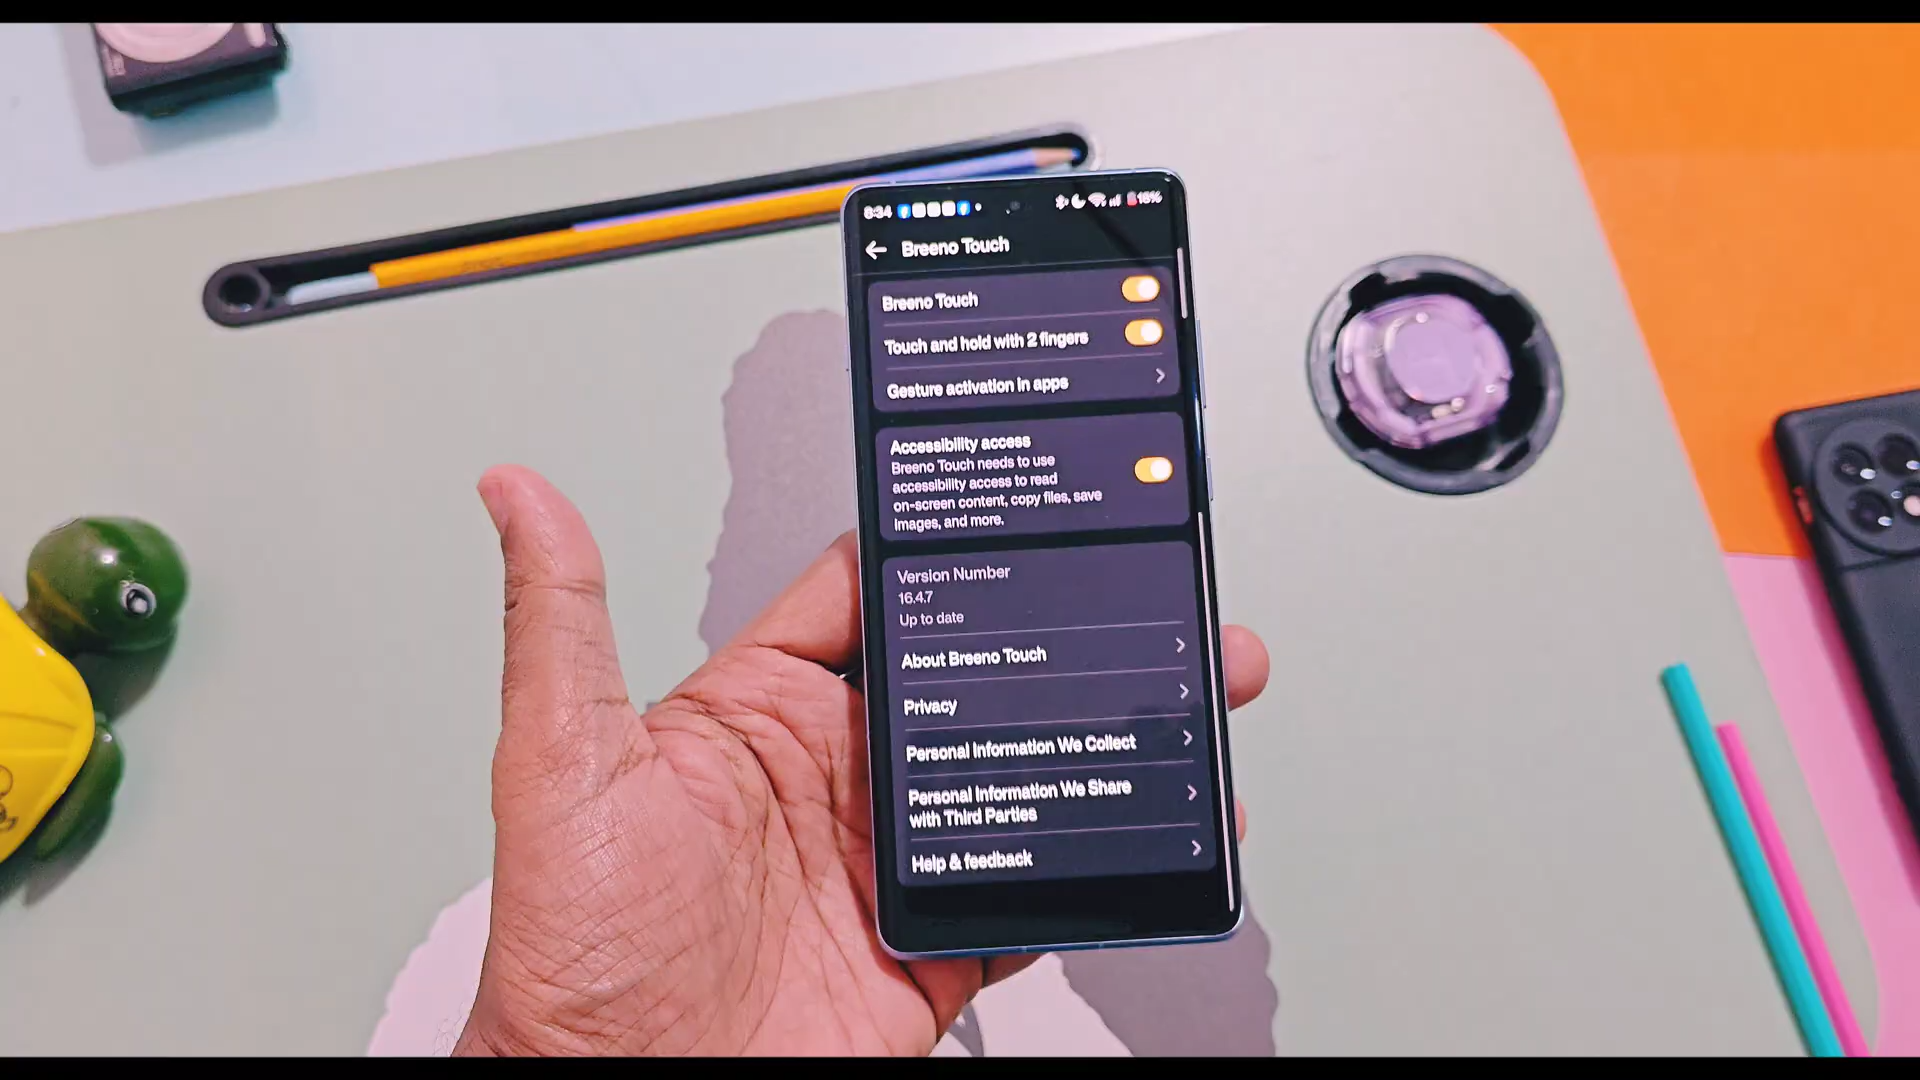 8:34
16%
Breeno Touch
Breeno Touch
Touch and hold with 2 fingers
Gesture activation in apps
Accessibility access
Breeno Touch needs to use
accessibility access to read
on-screen content, copy files, save
images, and more.
Version Number
16.4.7
Up to date
About Breeno Touch
Privacy
Personal Information We Collect
Personal Information We Share
with Third Parties
Help & feedback